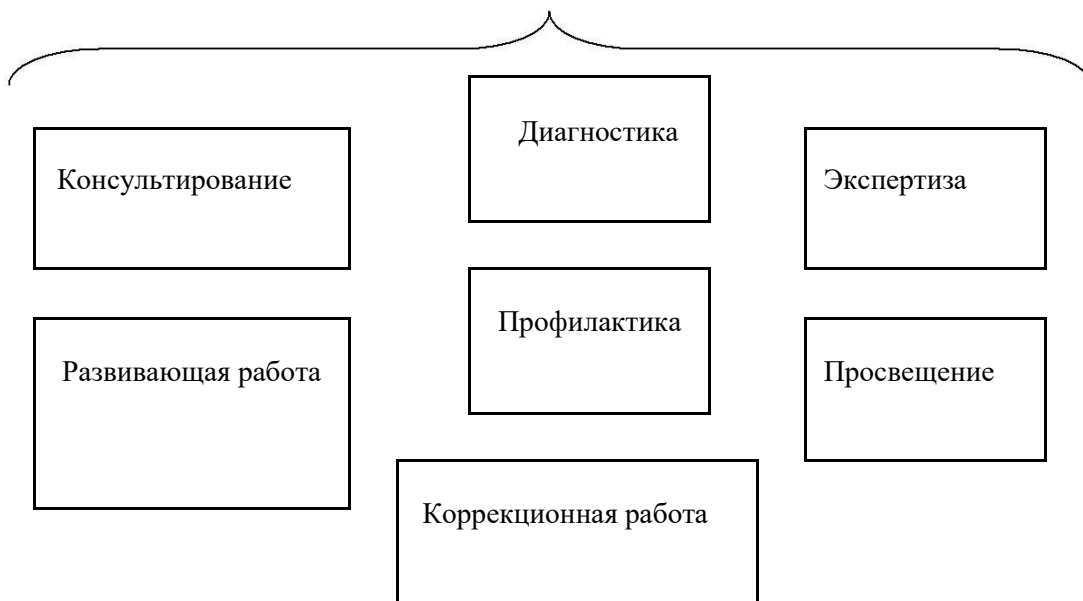 Диагностика
Консультирование
Экспертиза
Профилактика
Развивающая работа
Просвещение
Коррекционная работа